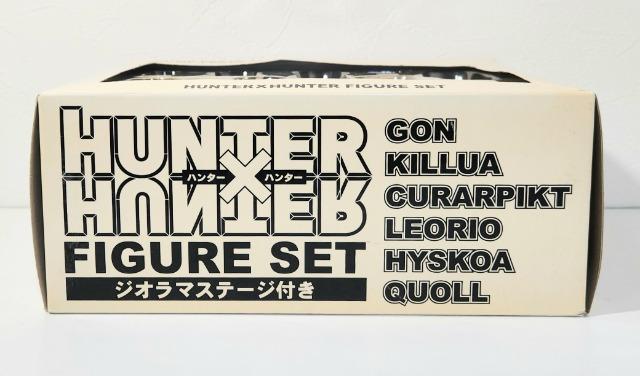 HUNTER×HUNTER FIGURE SET
HUNTER
ハンター×ハンター
HUNTER
FIGURE SET
ジオラマステージ付き
GON
KILLUA
CURARPIKT
LEORIO
HYSKOA
QUOLL